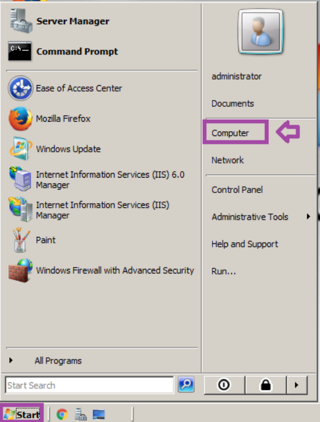 Server Manager
Command Prompt
Ease of Access Center
Mozilla Firefox
Windows Update
Internet Information Services (IIS) 6.0
Manager
Internet Information Services (IIS)
Manager
Paint
Windows Firewall with Advanced Security
All Programs
Start Search
administrator
Documents
Computer
Network
Control Panel
Administrative Tools
Help and Support
Run...
Start